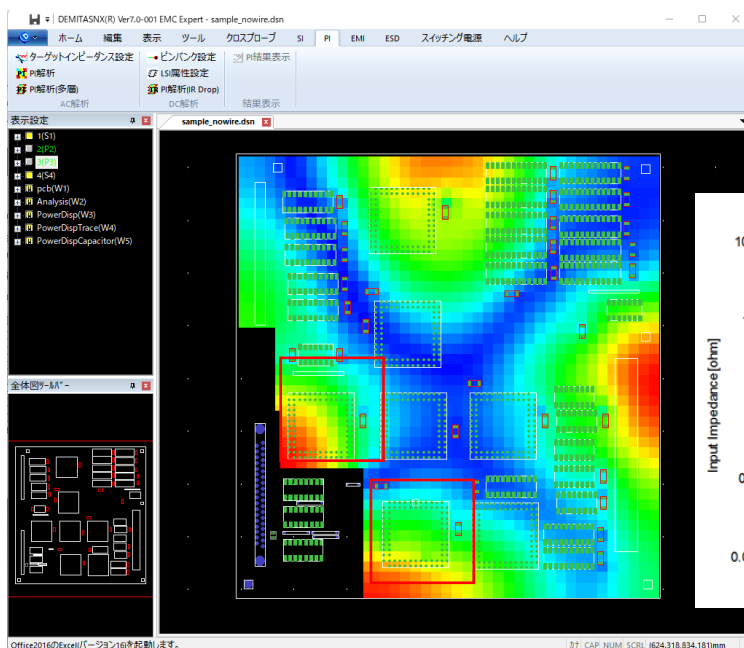 DEMITASNX(R) Ver7.0-001 EMC Expert - sample_nowire.dsn
ホーム 編集 表示 ツール クロスプローブ SI PI EMI ESD スイッチング電源 ヘルプ
ターゲットインピーダンス設定 ピンバンク設定 PI結果表示
PI解析 LSI属性設定
PI解析(多層) PI解析(IR Drop)
AC解析 DC解析 結果表示
表示設定 sample_nowire.dsn
1(S1)
2(P2)
3(P3)
4(S4)
pcb(W1)
Analysis(W2)
PowerDisp(W3)
PowerDispTrace(W4)
PowerDispCapacitor(W5)
全体図ツールバー
10
Input Impedance[ohm]
0.0
Office2016のExcel(バージョン16)を起動します。 カナ CAP NUM SCRL (624.318,834.181)mm